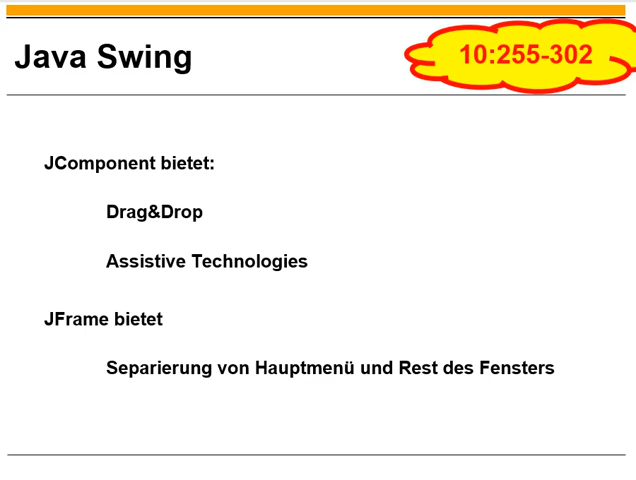 Java Swing
10:255-302
JComponent bietet:
Drag&Drop
Assistive Technologies
JFrame bietet
Separierung von Hauptmenü und Rest des Fensters